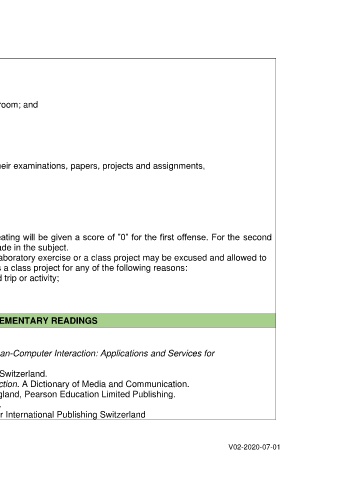 room; and
eir examinations, papers, projects and assignments,
eating will be given a score of "0" for the first offense. For the second
ade in the subject.
aboratory exercise or a class project may be excused and allowed to
s a class project for any of the following reasons:
d trip or activity;
EMENTARY READINGS
an-Computer Interaction: Applications and Services for
Switzerland.
ction. A Dictionary of Media and Communication.
gland, Pearson Education Limited Publishing.
.
r International Publishing Switzerland
V02-2020-07-01